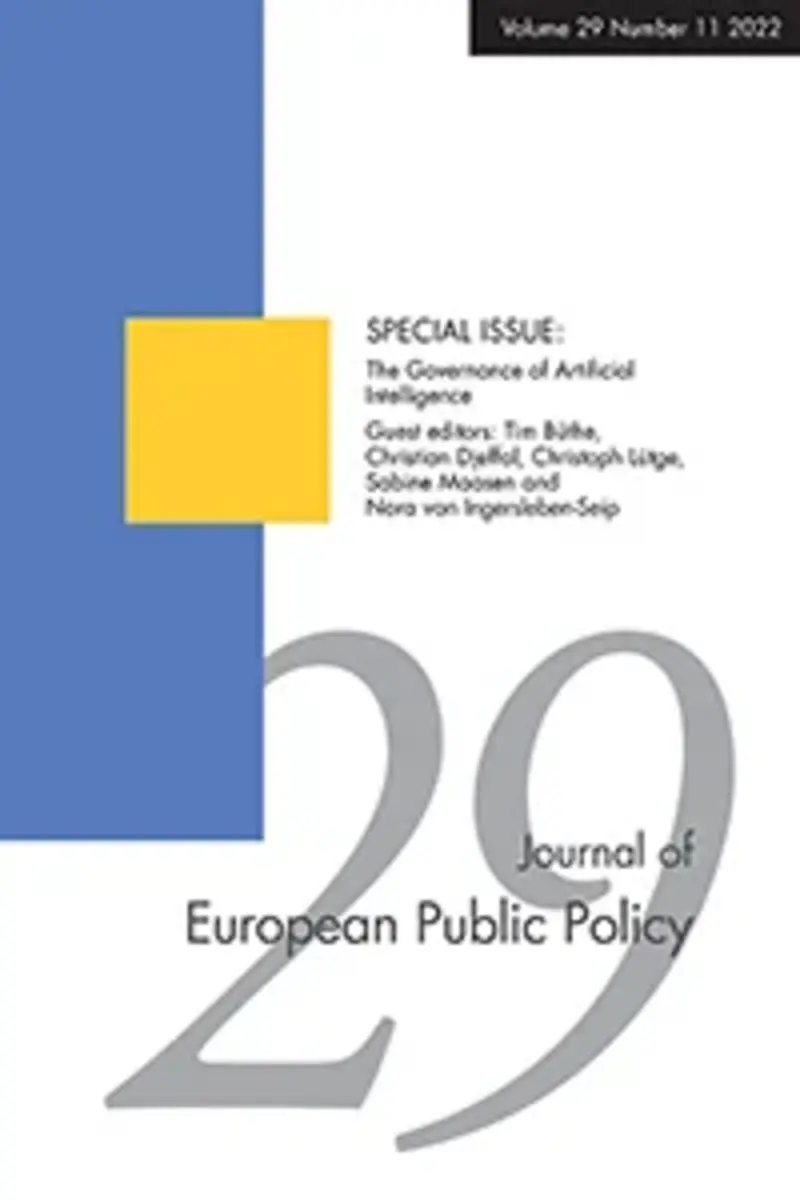 Volume 29 Number 11 2022
SPECIAL ISSUE:
The Governance of Artificial
Intelligence
Guest editors: Tim Büthe,
Christian Djeffal, Christoph Lütge,
Sabine Maasen and
Nora von Ingersleben-Seip
29
Journal of
European Public Policy